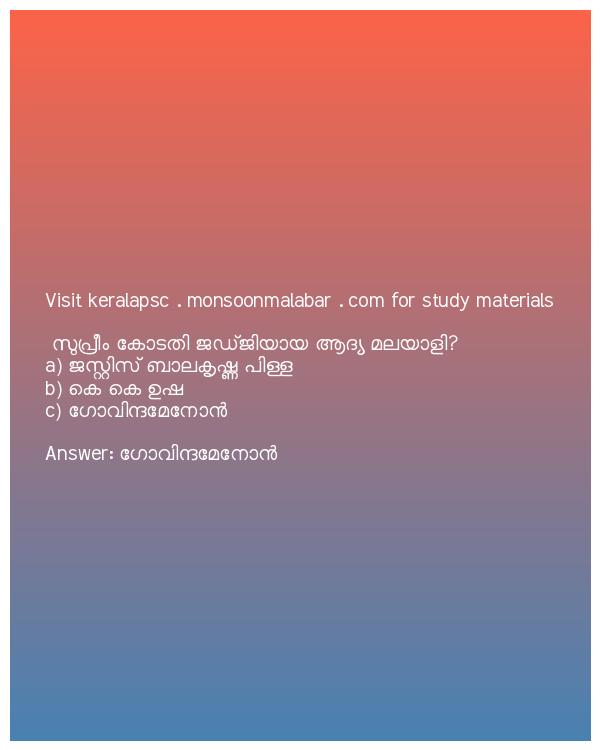 Visit keralapsc . monsoonmalabar . com for study materials
സുപ്രീം കോടതി ജഡ്ജിയായ ആദ്യ മലയാളി?
a) ജസ്റ്റിസ് ബാലകൃഷ്ണ പിള്ള
b) കെ കെ ഉഷ
c) ഗോവിന്ദമേനോൻ
Answer: ഗോവിന്ദമേനോൻ